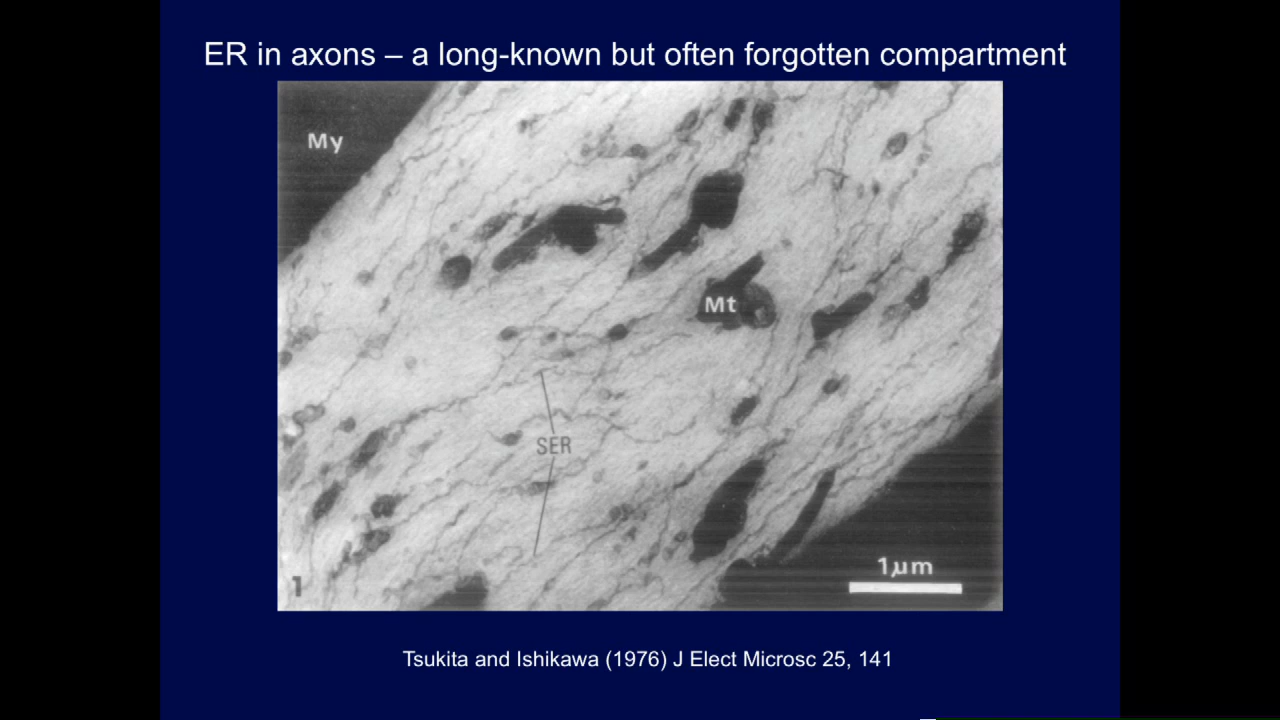 ER in axons – a long-known but often forgotten compartment
My
Mt
SER
1μm
1
Tsukita and Ishikawa (1976) J Elect Microsc 25, 141